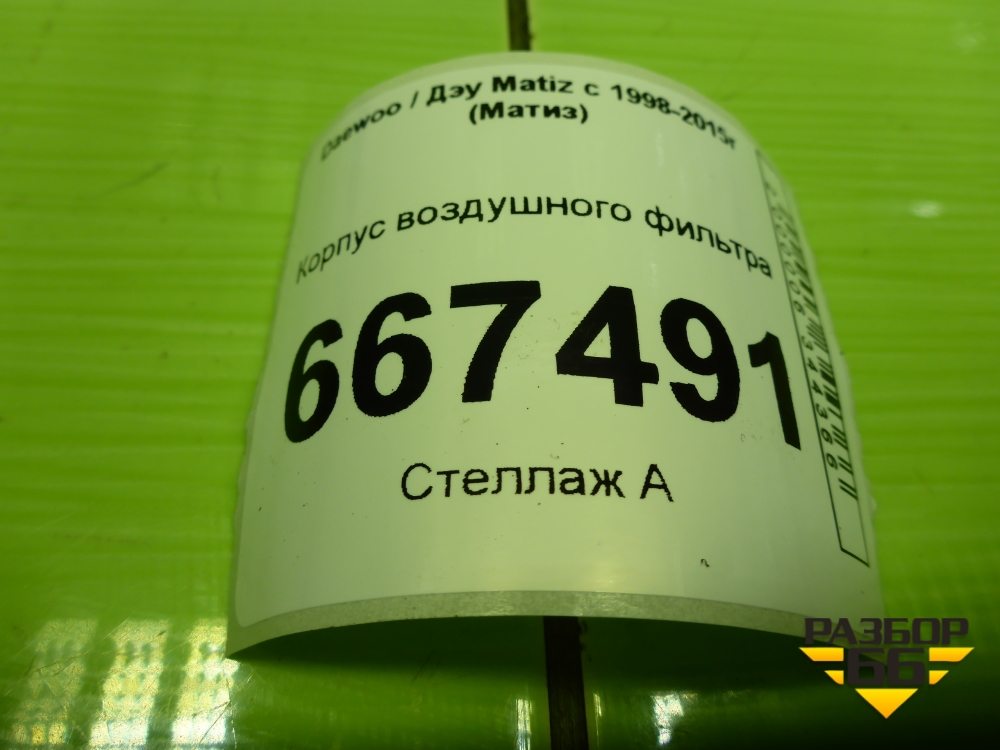 Daewoo / Дэу Matiz с 1998-2015г
(Матиз)
Корпус воздушного фильтра
667491
Стеллаж А
РАЗБОР
66